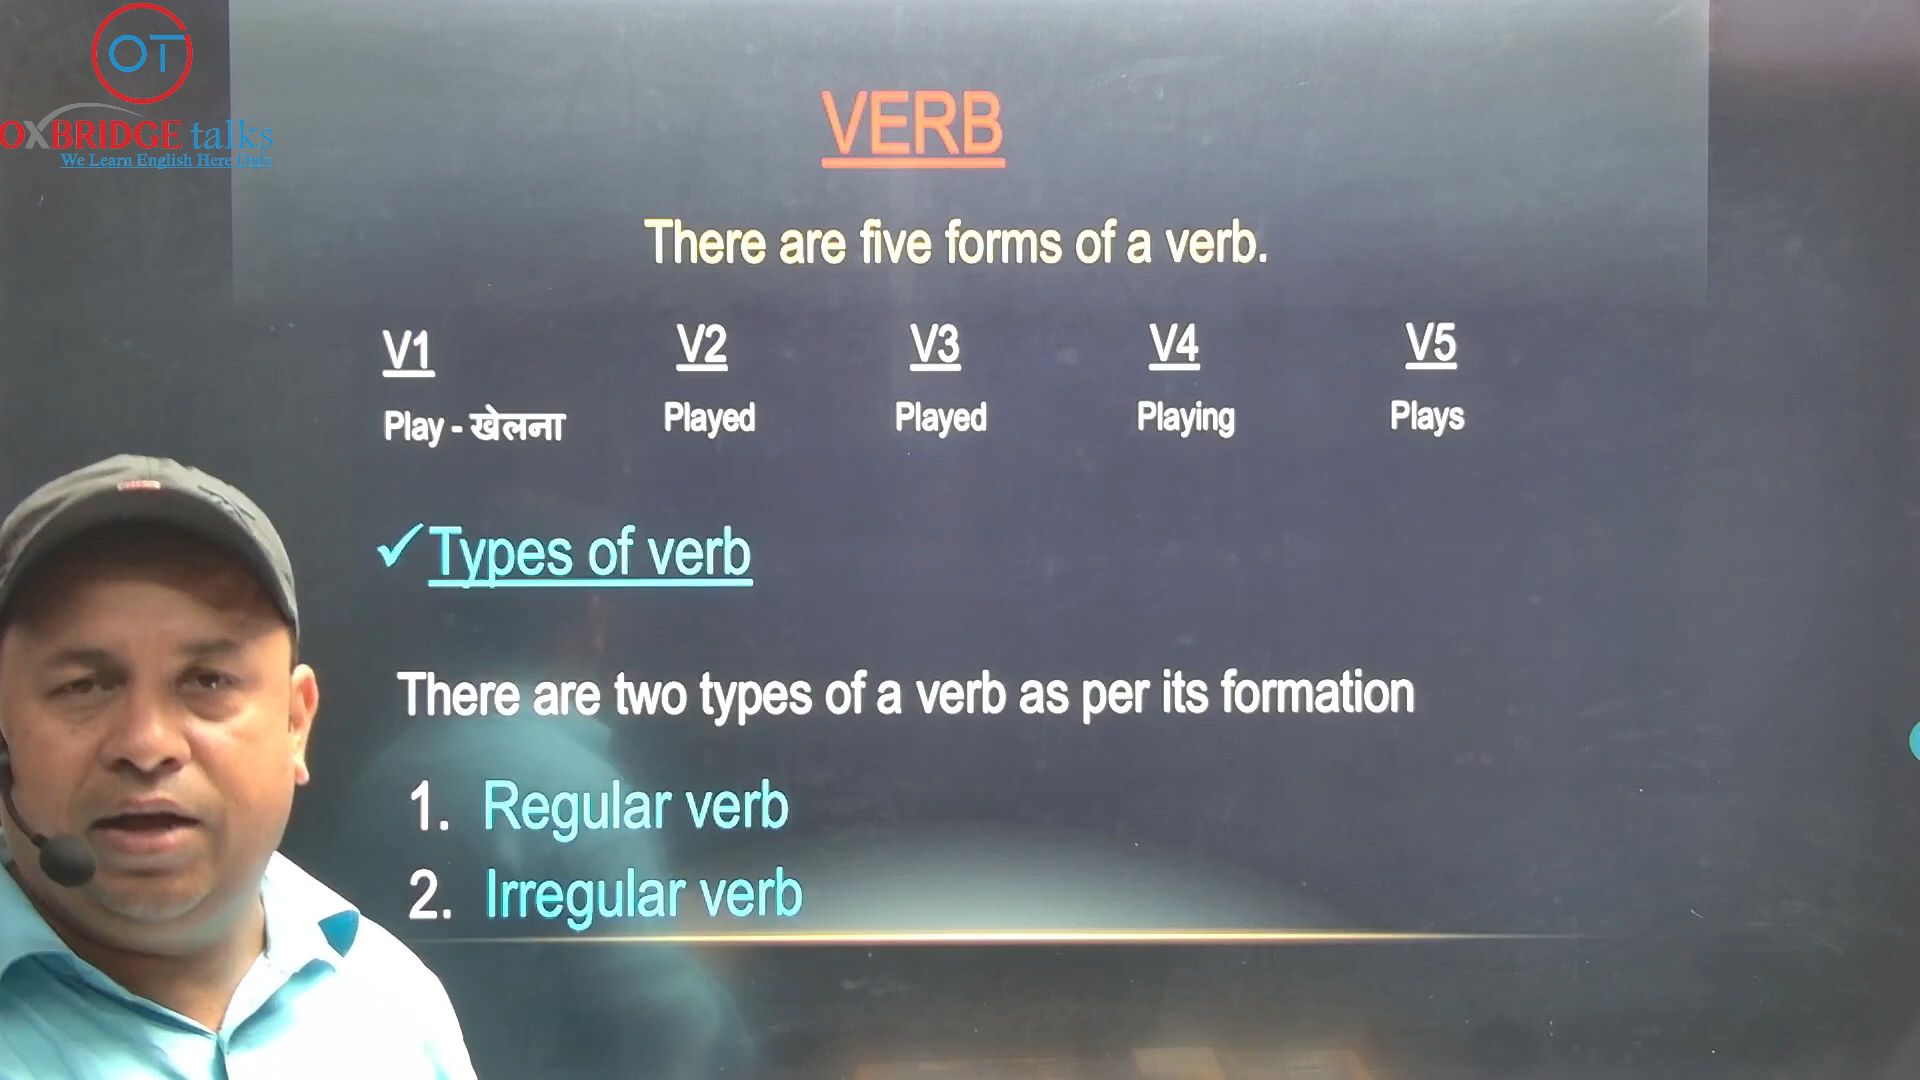 OT
OXBRIDGE talks
We Learn English Here Only
VERB
There are five forms of a verb.
V1 V2 V3 V4 V5
Play - खेलना Played Played Playing Plays
✓Types of verb
There are two types of a verb as per its formation
1. Regular verb
2. Irregular verb